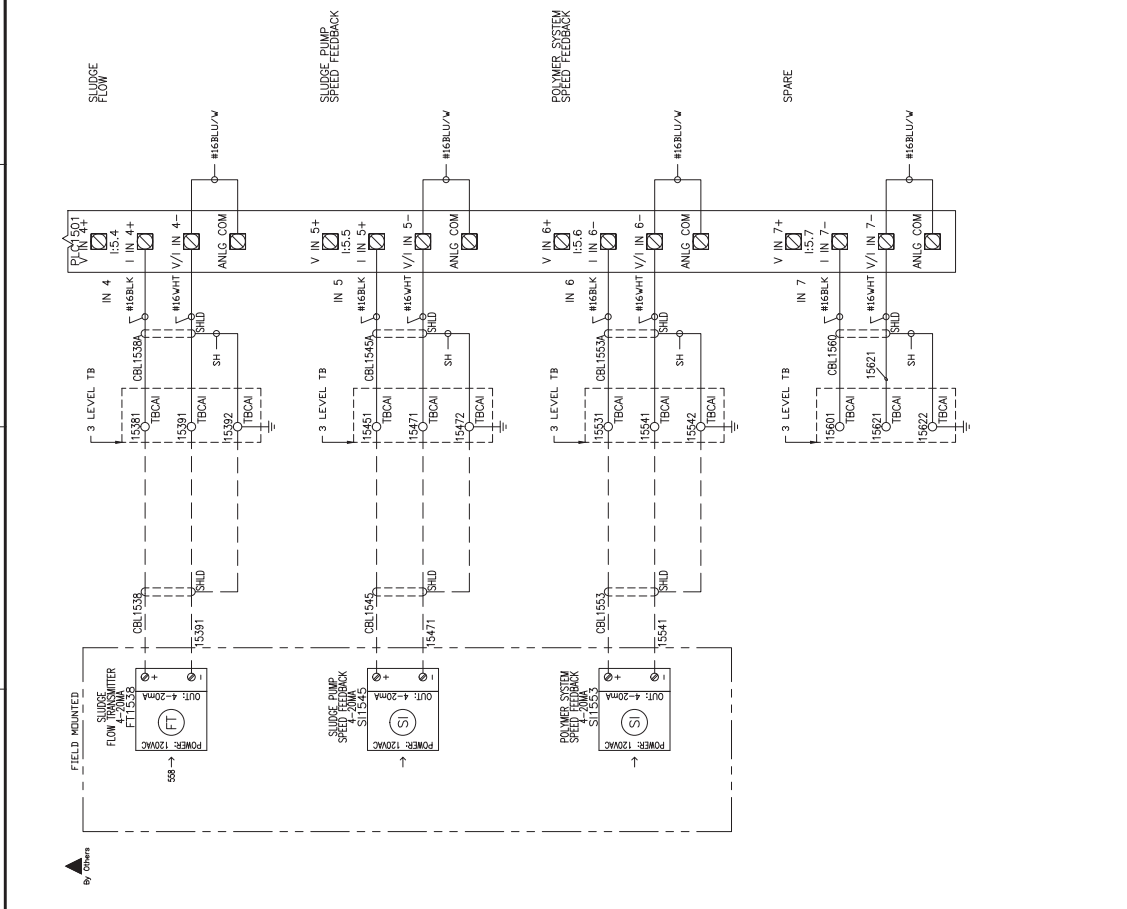 SLUDGE
FLOW
SLUDGE PUMP
SPEED FEEDBACK
POLYMER SYSTEM
SPEED FEEDBACK
SPARE
#16BLU/W
#16BLU/W
#16BLU/W
#16BLU/W
PLC1501
V IN 4+
I:5.4
I IN 4+
V/I IN 4-
ANLG COM
V IN 5+
I:5.5
I IN 5+
V/I IN 5-
ANLG COM
V IN 6+
I:5.6
I IN 6-
V/I IN 6-
ANLG COM
V IN 7+
I:5.7
I IN 7-
V/I IN 7-
ANLG COM
IN 4
#16BLK
#16WHT
IN 5
#16BLK
#16WHT
IN 6
#16BLK
#16WHT
IN 7
#16BLK
#16WHT
CBL1538A
SHLD
SH
CBL1545A
SHLD
SH
CBL1553A
SHLD
SH
CBL1560
SHLD
SH
15621
3 LEVEL TB
15381
TBCAI
15391
TBCAI
15392
TBCAI
3 LEVEL TB
15451
TBCAI
15471
TBCAI
15472
TBCAI
3 LEVEL TB
15531
TBCAI
15541
TBCAI
15542
TBCAI
3 LEVEL TB
15601
TBCAI
15621
TBCAI
15622
TBCAI
CBL1538
SHLD
15391
CBL1545
SHLD
15471
CBL1553
SHLD
15541
FIELD MOUNTED
SLUDGE
FLOW TRANSMITTER
4-20MA
FT1538
+
-
OUT: 4-20mA
FT
POWER: 120VAC
558
SLUDGE PUMP
SPEED FEEDBACK
4-20MA
SI1545
+
-
OUT: 4-20mA
SI
POWER: 120VAC
POLYMER SYSTEM
SPEED FEEDBACK
4-20MA
SI1553
+
-
OUT: 4-20mA
SI
POWER: 120VAC
By Others